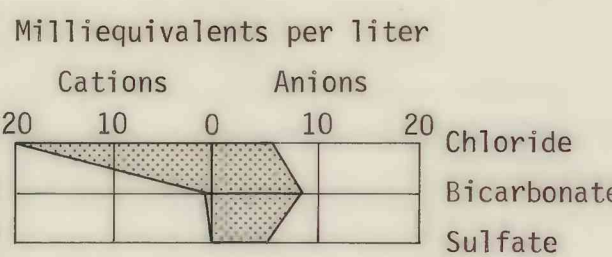 Milliequivalents per liter
Cations Anions
20 10 0 10 20
Chloride
Bicarbonate
Sulfate